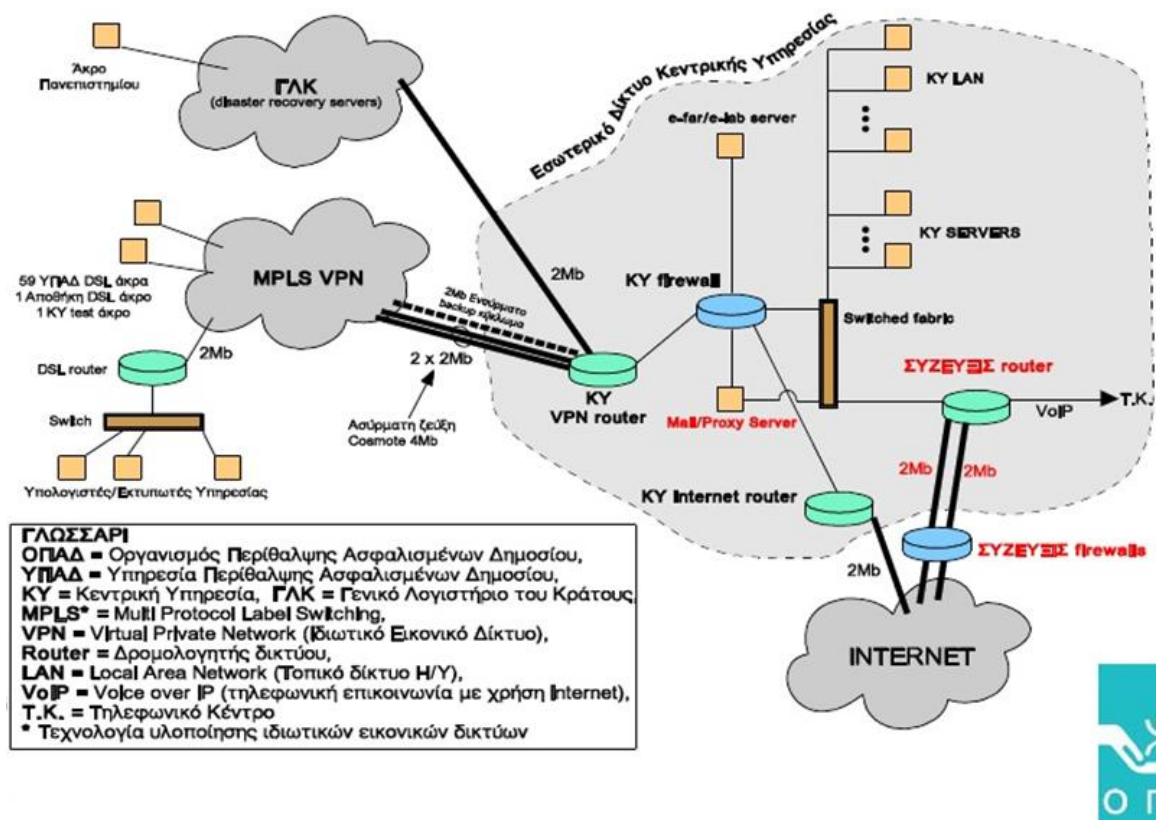 Άκρο
Πανεπιστημίου
ΓΛΚ
(disaster recovery servers)
Εσωτερικό Δίκτυο Κεντρικής Υπηρεσίας
e-far/e-lab server
KY LAN
KY SERVERS
59 ΥΠΑΔ DSL άκρα
1 Αποθήκη DSL άκρο
1 ΚΥ test άκρο
MPLS VPN
2Mb
KY firewall
2Mb Ενσύρματο
backup κύκλωμα
Switched fabric
2Mb
DSL router
2 x 2Mb
KY
VPN router
ΣΥΖΕΥΞΙΣ router
VoIP
Τ.Κ.
Switch
Ασύρματη ζεύξη
Cosmote 4Mb
Mail/Proxy Server
2Mb
2Mb
Υπολογιστές/Εκτυπωτές Υπηρεσίας
KY Internet router
ΣΥΖΕΥΞΙΣ firewalls
2Mb
INTERNET
ΓΛΩΣΣΑΡΙ
ΟΠΑΔ = Οργανισμός Περίθαλψης Ασφαλισμένων Δημοσίου,
ΥΠΑΔ = Υπηρεσία Περίθαλψης Ασφαλισμένων Δημοσίου,
ΚΥ = Κεντρική Υπηρεσία, ΓΛΚ = Γενικό Λογιστήριο του Κράτους,
MPLS* = Multi Protocol Label Switching,
VPN = Virtual Private Network (Ιδιωτικό Εικονικό Δίκτυο),
Router = Δρομολογητής δικτύου,
LAN = Local Area Network (Τοπικό δίκτυο Η/Υ),
VoIP = Voice over IP (τηλεφωνική επικοινωνία με χρήση Internet),
Τ.Κ. = Τηλεφωνικό Κέντρο
* Τεχνολογία υλοποίησης ιδιωτικών εικονικών δικτύων